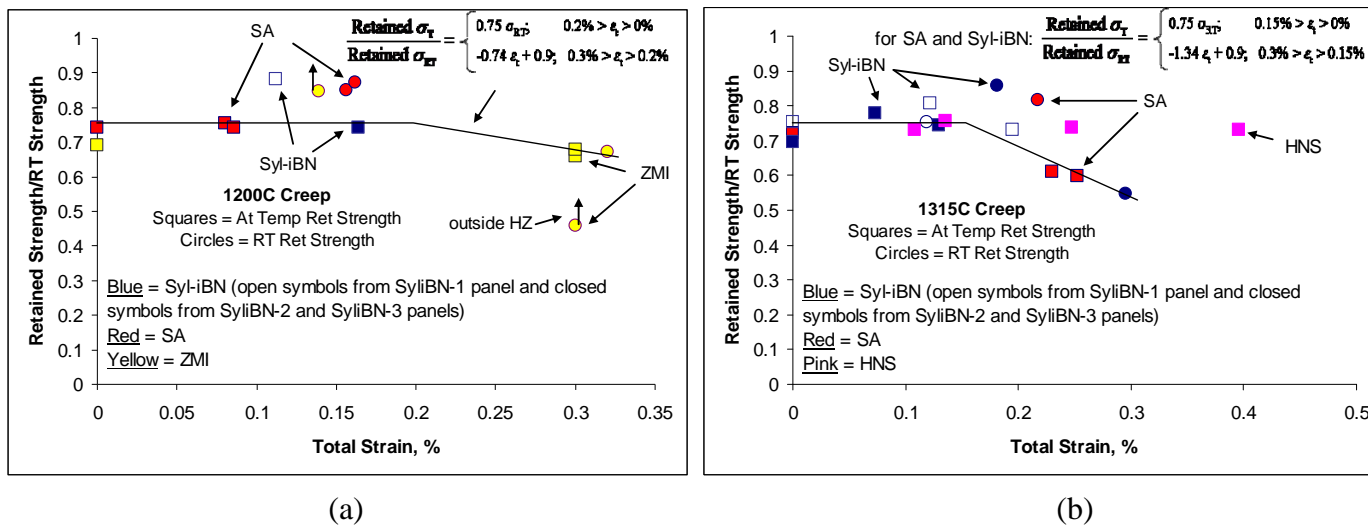 SA
Retained σT / Retained σRT = { 0.75 σRT; 0.2% > εt > 0%
-0.74 εt + 0.9; 0.3% > εt > 0.2%
1
0.9
0.8
0.7
0.6
0.5
0.4
0.3
0.2
0.1
0
Retained Strength/RT Strength
Syl-iBN
ZMI
1200C Creep
Squares = At Temp Ret Strength
Circles = RT Ret Strength
outside HZ
Blue = Syl-iBN (open symbols from SyliBN-1 panel and closed
symbols from SyliBN-2 and SyliBN-3 panels)
Red = SA
Yellow = ZMI
0 0.05 0.1 0.15 0.2 0.25 0.3 0.35
Total Strain, %
(a)
for SA and Syl-iBN: Retained σT / Retained σRT = { 0.75 σRT; 0.15% > εt > 0%
-1.34 εt + 0.9; 0.3% > εt > 0.15%
1
0.9
0.8
0.7
0.6
0.5
0.4
0.3
0.2
0.1
0
Retained Strength/RT Strength
Syl-iBN
SA
HNS
1315C Creep
Squares = At Temp Ret Strength
Circles = RT Ret Strength
Blue = Syl-iBN (open symbols from SyliBN-1 panel and closed
symbols from SyliBN-2 and SyliBN-3 panels)
Red = SA
Pink = HNS
0 0.1 0.2 0.3 0.4 0.5
Total Strain, %
(b)